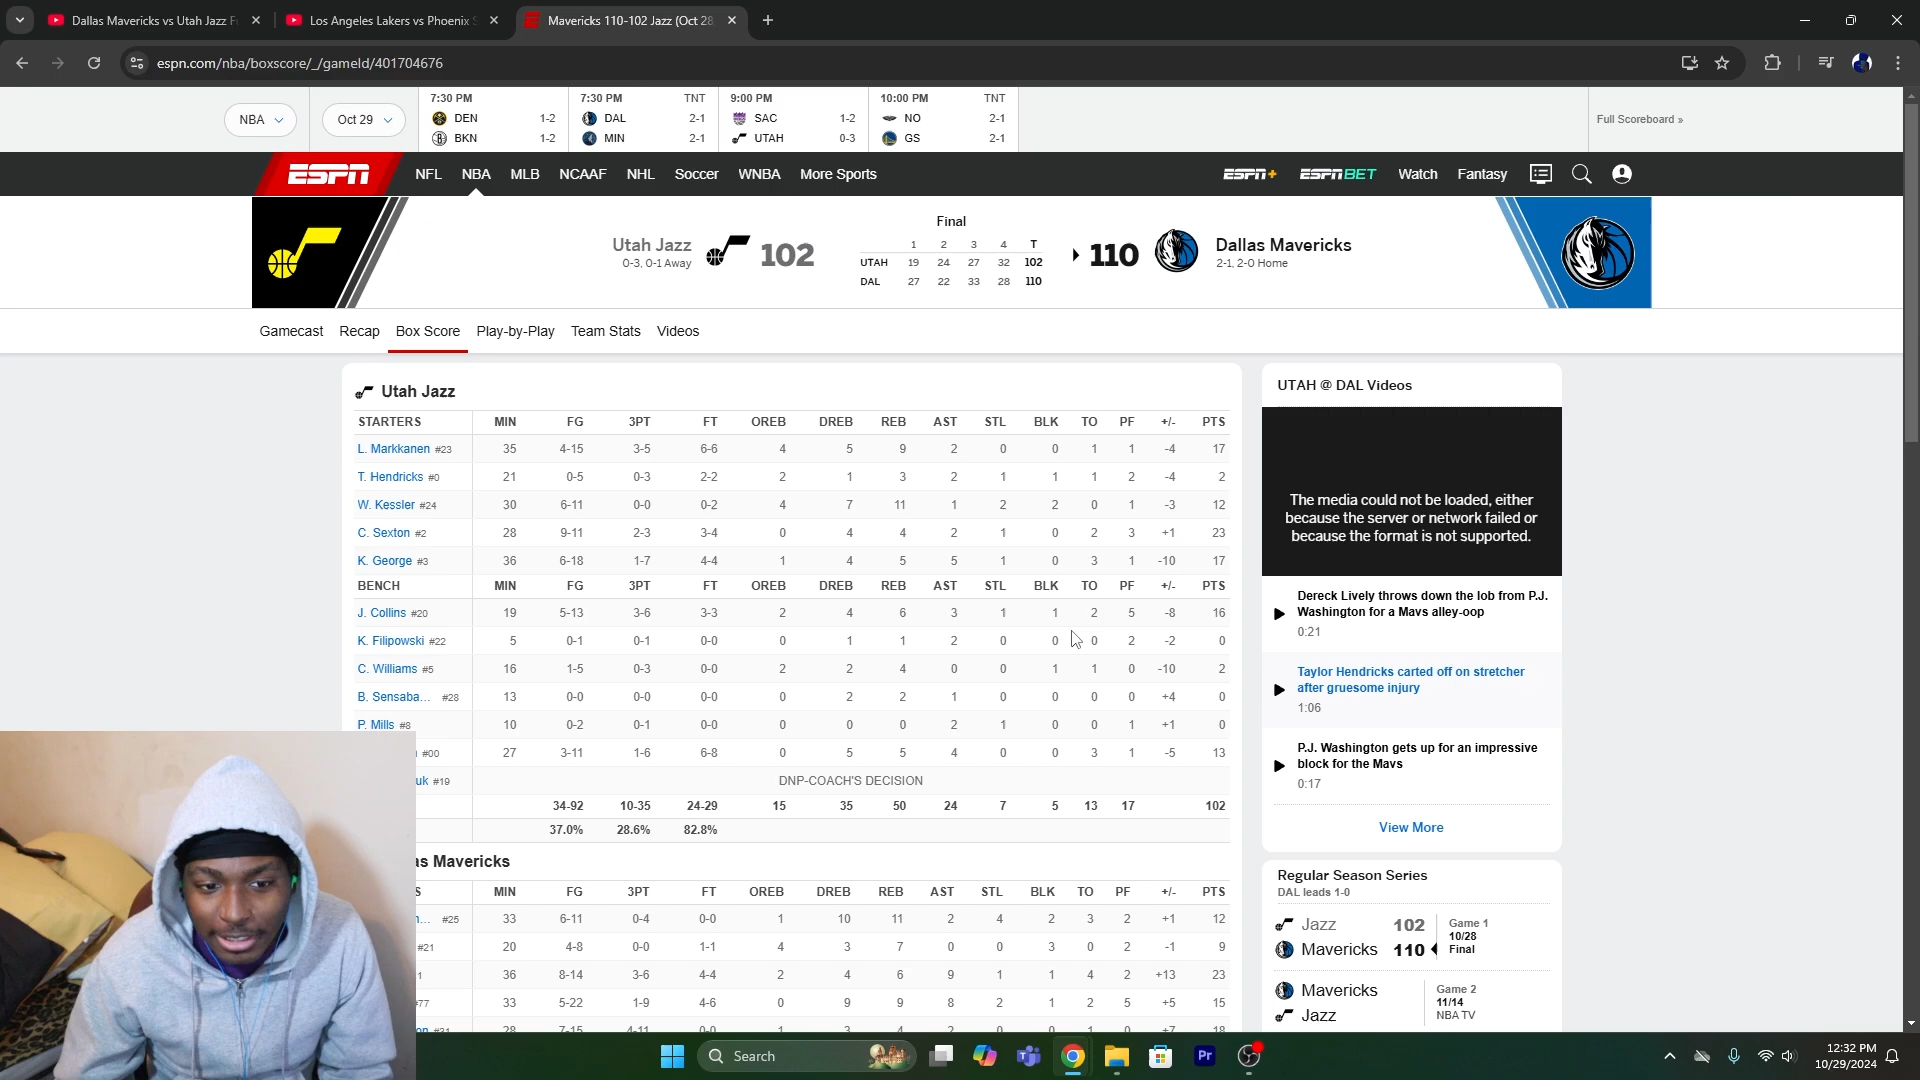 Dallas Mavericks vs Utah Jazz F
Los Angeles Lakers vs Phoenix S
Mavericks 110-102 Jazz (Oct 28,
espn.com/nba/boxscore/_/gameId/401704676
NBA
Oct 29
7:30 PM
DEN 1-2
BKN 1-2
7:30 PM TNT
DAL 2-1
MIN 2-1
9:00 PM
SAC 1-2
UTAH 0-3
10:00 PM TNT
NO 2-1
GS 2-1
Full Scoreboard »
ESPN NFL NBA MLB NCAAF NHL Soccer WNBA More Sports ESPN+ ESPN BET Watch Fantasy
Final
Utah Jazz 102
0-3, 0-1 Away
1 2 3 4 T
UTAH 19 24 27 32 102
DAL 27 22 33 28 110
110 Dallas Mavericks
2-1, 2-0 Home
Gamecast Recap Box Score Play-by-Play Team Stats Videos
Utah Jazz
STARTERS MIN FG 3PT FT OREB DREB REB AST STL BLK TO PF +/- PTS
L. Markkanen #23 35 4-15 3-5 6-6 4 5 9 2 0 0 1 1 -4 17
T. Hendricks #0 21 0-5 0-3 2-2 2 1 3 2 1 1 1 2 -4 2
W. Kessler #24 30 6-11 0-0 0-2 4 7 11 1 2 2 0 1 -3 12
C. Sexton #2 28 9-11 2-3 3-4 0 4 4 2 1 0 2 3 +1 23
K. George #3 36 6-18 1-7 4-4 1 4 5 5 1 0 3 1 -10 17
BENCH MIN FG 3PT FT OREB DREB REB AST STL BLK TO PF +/- PTS
J. Collins #20 19 5-13 3-6 3-3 2 4 6 3 1 1 2 5 -8 16
K. Filipowski #22 5 0-1 0-1 0-0 0 1 1 2 0 0 0 2 -2 0
C. Williams #5 16 1-5 0-3 0-0 2 2 4 0 0 1 1 0 -10 2
B. Sensaba... #28 13 0-0 0-0 0-0 0 2 2 1 0 0 0 0 +4 0
P. Mills #8 10 0-2 0-1 0-0 0 0 0 2 1 0 0 1 +1 0
#00 27 3-11 1-6 6-8 0 5 5 4 0 0 3 1 -5 13
uk #19 DNP-COACH'S DECISION
34-92 10-35 24-29 15 35 50 24 7 5 13 17 102
37.0% 28.6% 82.8%
as Mavericks
S MIN FG 3PT FT OREB DREB REB AST STL BLK TO PF +/- PTS
#25 33 6-11 0-4 0-0 1 10 11 2 4 2 3 2 +1 12
#21 20 4-8 0-0 1-1 4 3 7 0 0 3 0 2 -1 9
1 36 8-14 3-6 4-4 2 4 6 9 1 1 4 2 +13 23
#77 33 5-22 1-9 4-6 0 9 9 8 2 1 2 5 +5 15
on #31 28 7-15 4-11 0-0 1 3 4 2 0 0 1 0 +7 18
UTAH @ DAL Videos
The media could not be loaded, either
because the server or network failed or
because the format is not supported.
Dereck Lively throws down the lob from P.J.
Washington for a Mavs alley-oop
0:21
Taylor Hendricks carted off on stretcher
after gruesome injury
1:06
P.J. Washington gets up for an impressive
block for the Mavs
0:17
View More
Regular Season Series
DAL leads 1-0
Jazz 102
Mavericks 110
Game 1
10/28
Final
Mavericks
Jazz
Game 2
11/14
NBA TV
Search
Pr
12:32 PM
10/29/2024